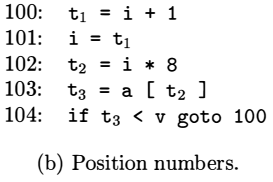 100: t₁ = i + 1
101: i = t₁
102: t₂ = i * 8
103: t₃ = a [ t₂ ]
104: if t₃ < v goto 100
(b) Position numbers.